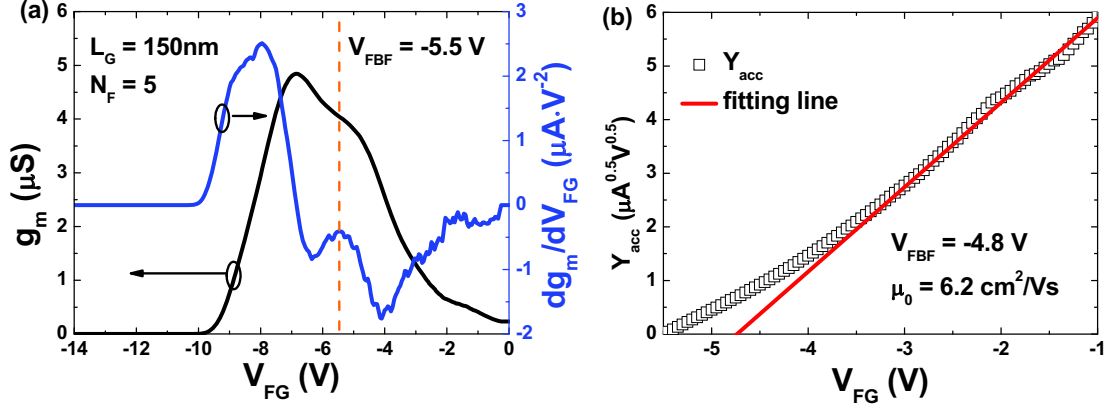 (a)
L_G = 150nm
N_F = 5
V_FBF = -5.5 V
g_m (μS)
6
5
4
3
2
1
0
-14 -12 -10 -8 -6 -4 -2 0
V_FG (V)
3
2
1
0
-1
-2
dg_m/dV_FG (μA·V^-2)
(b)
Y_acc
fitting line
V_FBF = -4.8 V
μ_0 = 6.2 cm^2/Vs
Y_acc (μA^0.5V^0.5)
6
5
4
3
2
1
0
-5 -4 -3 -2 -1
V_FG (V)